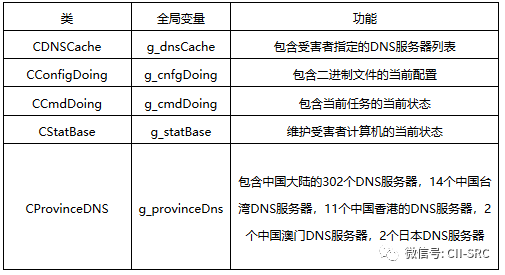 类 全局变量 功能
CDNSCache g_dnsCache 包含受害者指定的DNS服务器列表
CConfigDoing g_cnfgDoing 包含二进制文件的当前配置
CCmdDoing g_cmdDoing 包含当前任务的当前状态
CStatBase g_statBase 维护受害者计算机的当前状态
CProvinceDNS g_provinceDns 包含中国大陆的302个DNS服务器，14个中国台
湾DNS服务器，11个中国香港的DNS服务器，2
个中国澳门DNS服务器，2个日本DNS服务器
微信号: CII-SRC